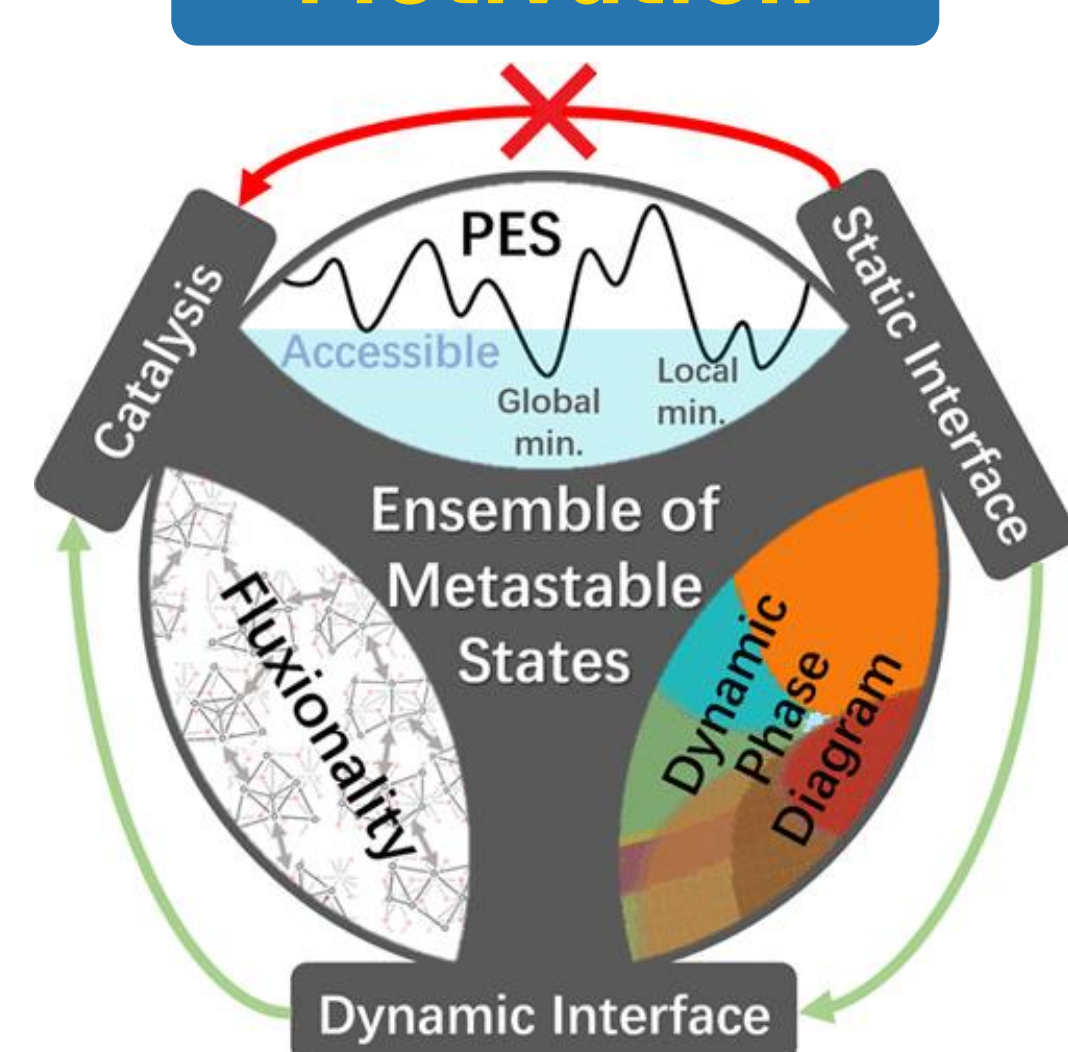 Motivation
PES
Accessible
Global
min.
Local
min.
Catalysis
Static Interface
Ensemble of
Metastable
States
Fluxionality
Dynamic
Phase
Diagram
Dynamic Interface